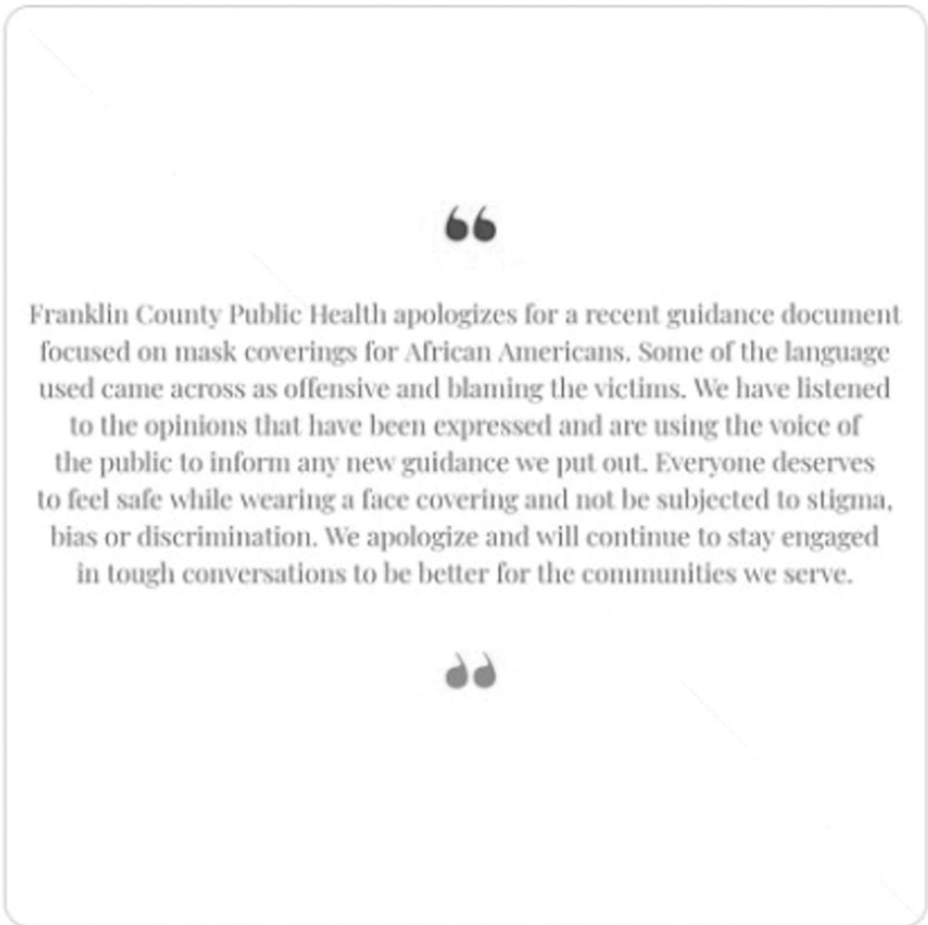 “
Franklin County Public Health apologizes for a recent guidance document
focused on mask coverings for African Americans. Some of the language
used came across as offensive and blaming the victims. We have listened
to the opinions that have been expressed and are using the voice of
the public to inform any new guidance we put out. Everyone deserves
to feel safe while wearing a face covering and not be subjected to stigma,
bias or discrimination. We apologize and will continue to stay engaged
in tough conversations to be better for the communities we serve.
”